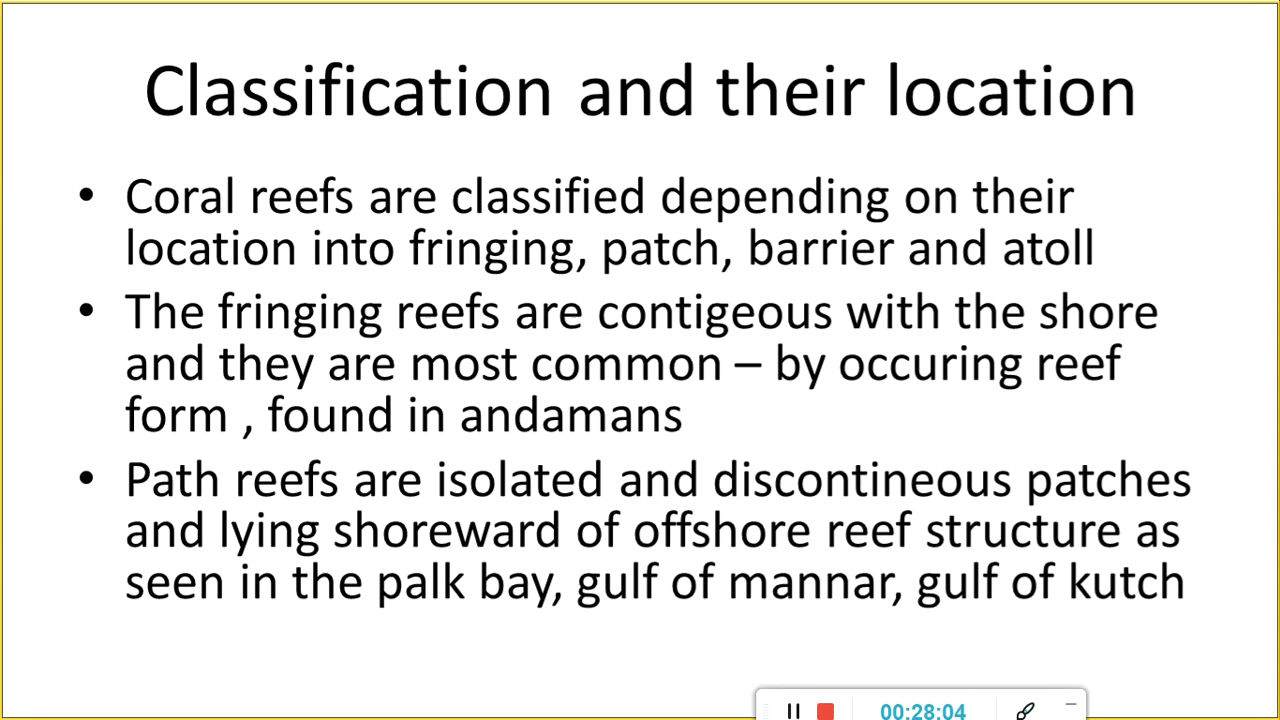 Classification and their location
• Coral reefs are classified depending on their
location into fringing, patch, barrier and atoll
• The fringing reefs are contigeous with the shore
and they are most common – by occuring reef
form , found in andamans
• Path reefs are isolated and discontineous patches
and lying shoreward of offshore reef structure as
seen in the palk bay, gulf of mannar, gulf of kutch
00:28:04